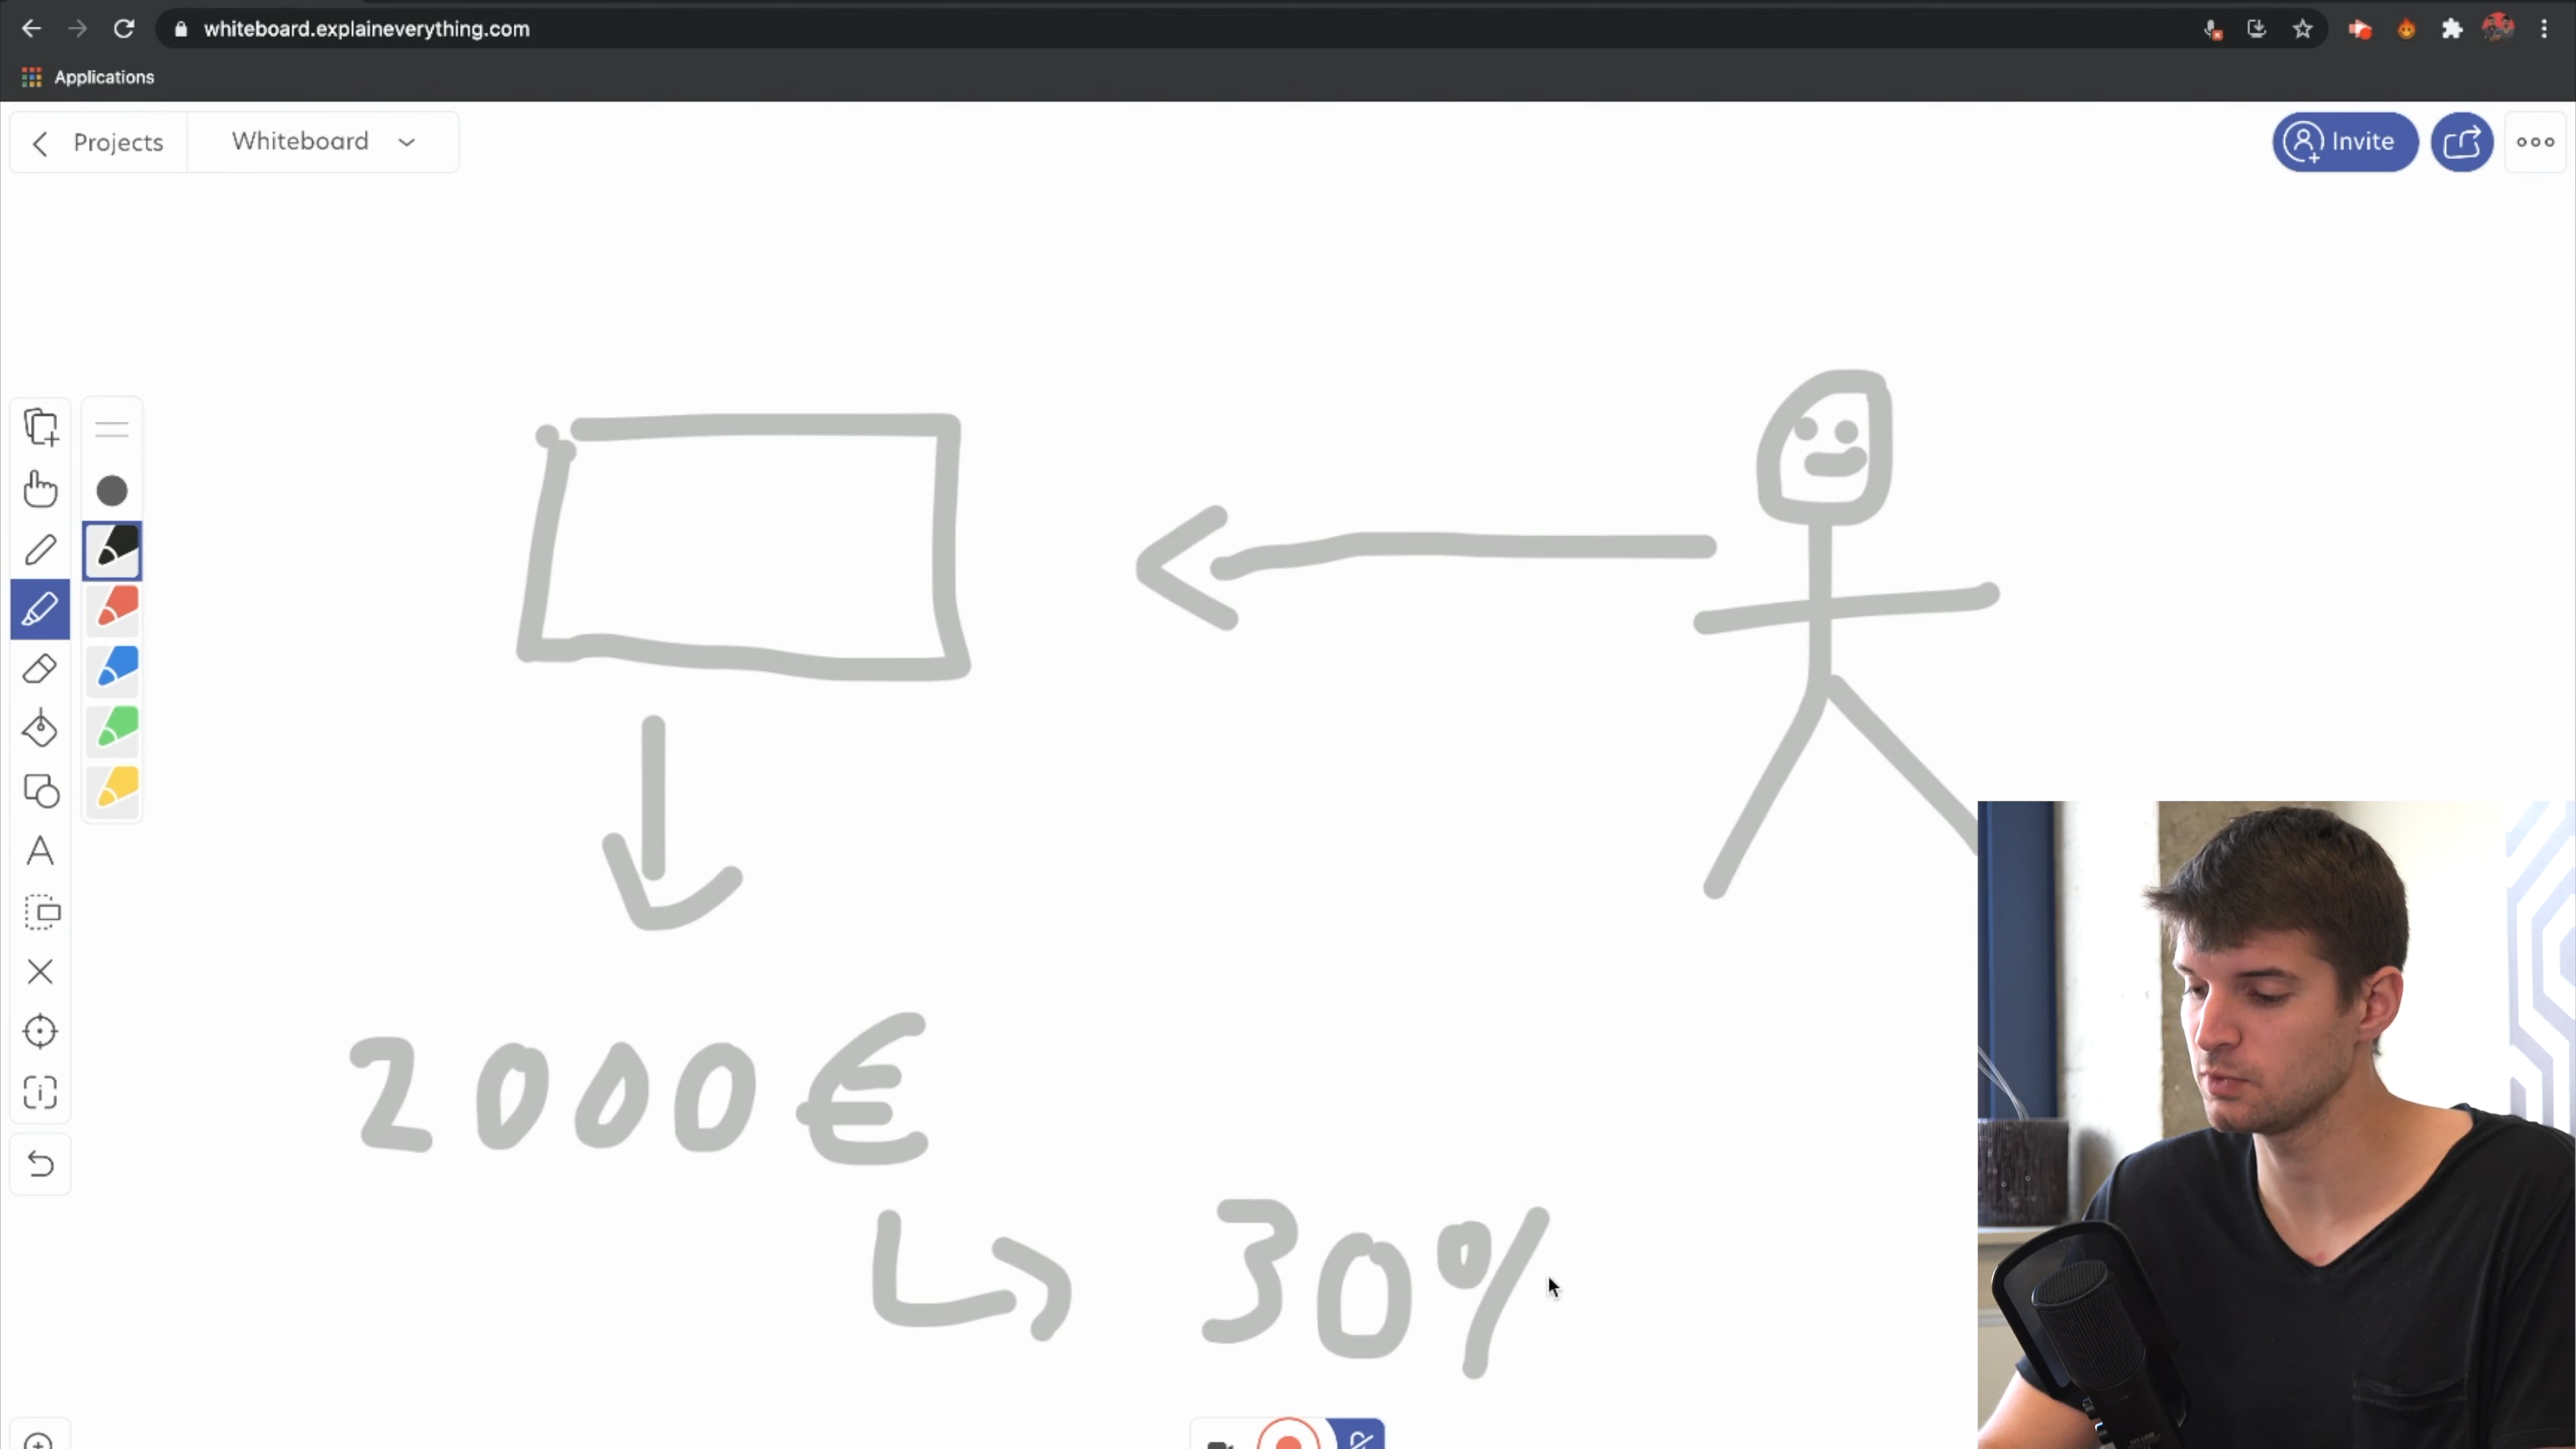 whiteboard.explaineverything.com
Applications
Projects
Whiteboard
Invite
2000€
30%